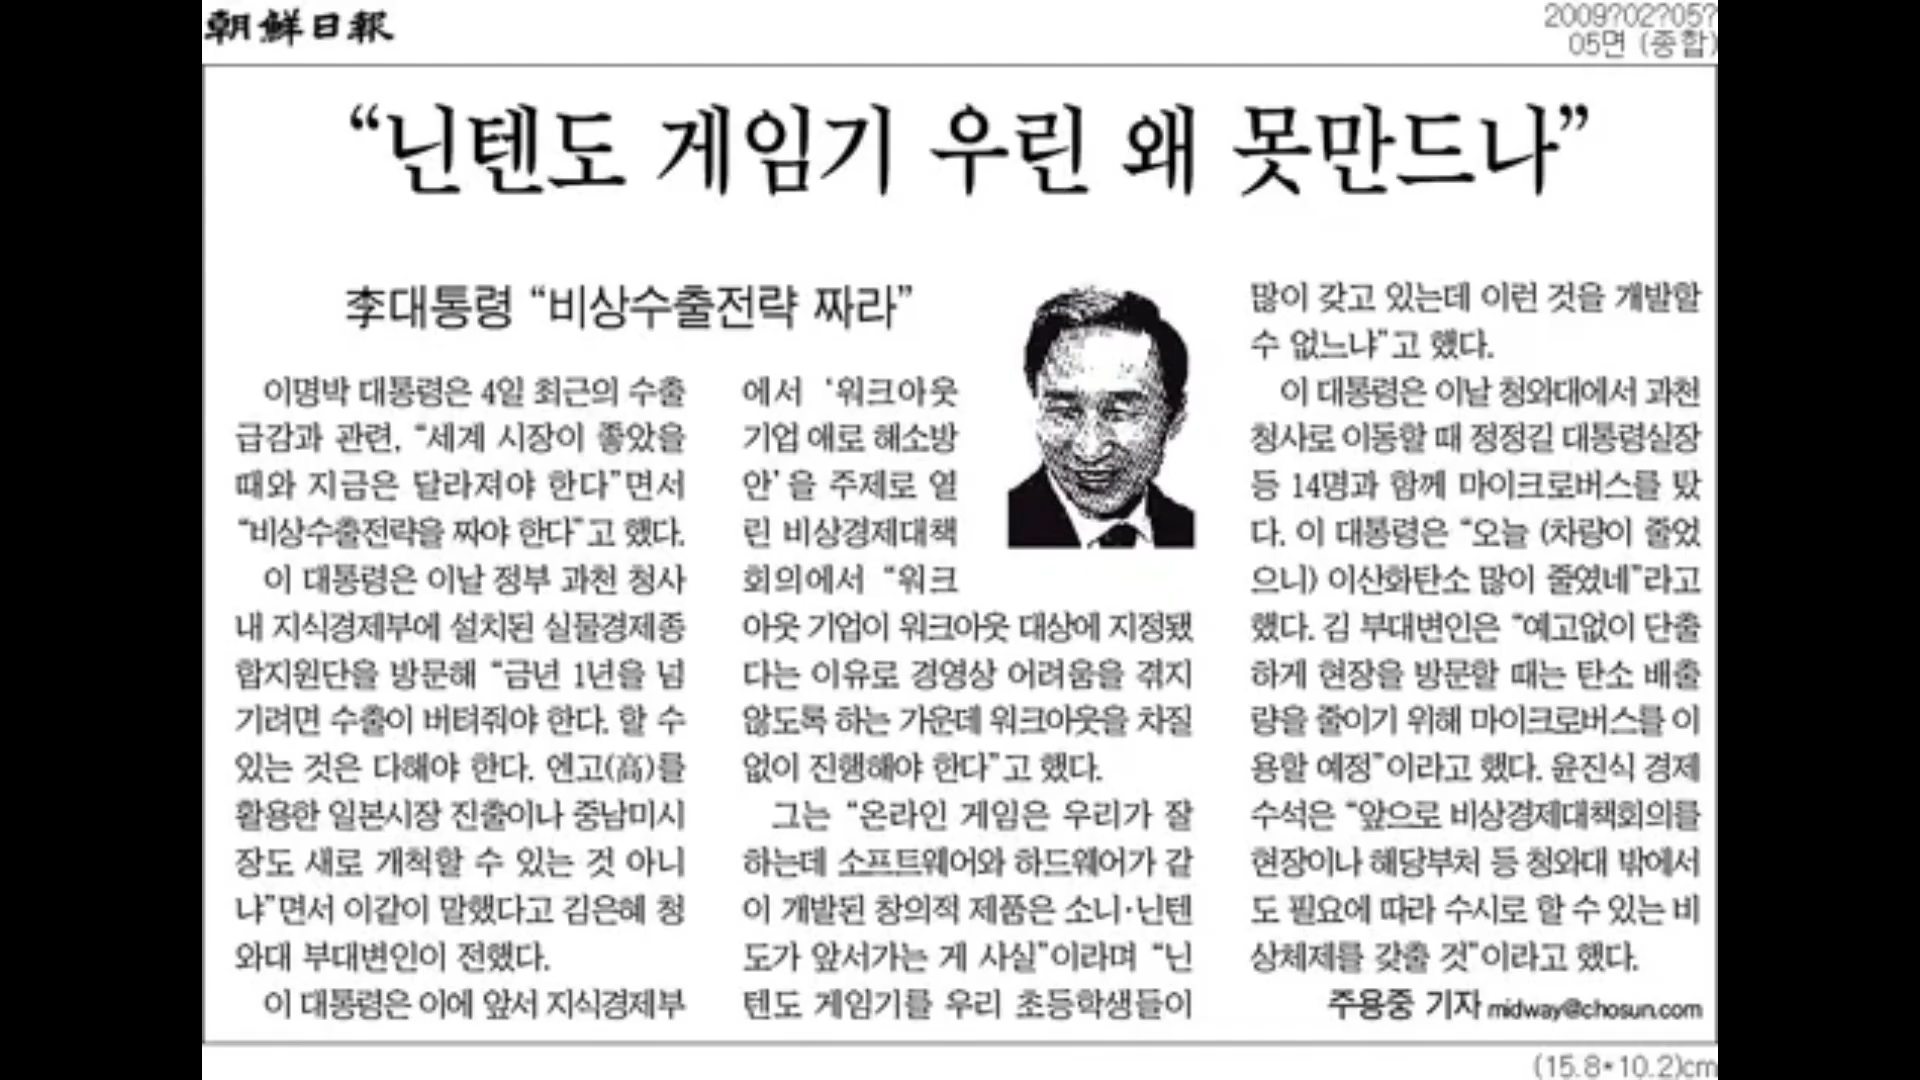 朝鮮日報
2009?02?05?
05면 (종합)
“닌텐도 게임기 우린 왜 못만드나”
李대통령 “비상수출전략 짜라”
이명박 대통령은 4일 최근의 수출
급감과 관련, “세계 시장이 좋았을
때와 지금은 달라져야 한다”면서
“비상수출전략을 짜야 한다”고 했다.
이 대통령은 이날 정부 과천 청사
내 지식경제부에 설치된 실물경제종
합지원단을 방문해 “금년 1년을 넘
기려면 수출이 버텨줘야 한다. 할 수
있는 것은 다해야 한다. 엔고(高)를
활용한 일본시장 진출이나 중남미시
장도 새로 개척할 수 있는 것 아니
냐”면서 이같이 말했다고 김은혜 청
와대 부대변인이 전했다.
이 대통령은 이에 앞서 지식경제부
에서 ‘워크아웃
기업 애로 해소방
안’을 주제로 열
린 비상경제대책
회의에서 “워크
아웃 기업이 워크아웃 대상에 지정됐
다는 이유로 경영상 어려움을 겪지
않도록 하는 가운데 워크아웃을 차질
없이 진행해야 한다”고 했다.
그는 “온라인 게임은 우리가 잘
하는데 소프트웨어와 하드웨어가 같
이 개발된 창의적 제품은 소니·닌텐
도가 앞서가는 게 사실”이라며 “닌
텐도 게임기를 우리 초등학생들이
많이 갖고 있는데 이런 것을 개발할
수 없느냐”고 했다.
이 대통령은 이날 청와대에서 과천
청사로 이동할 때 정정길 대통령실장
등 14명과 함께 마이크로버스를 탔
다. 이 대통령은 “오늘 (차량이 줄었
으니) 이산화탄소 많이 줄였네”라고
했다. 김 부대변인은 “예고없이 단출
하게 현장을 방문할 때는 탄소 배출
량을 줄이기 위해 마이크로버스를 이
용할 예정”이라고 했다. 윤진식 경제
수석은 “앞으로 비상경제대책회의를
현장이나 해당부처 등 청와대 밖에서
도 필요에 따라 수시로 할 수 있는 비
상체제를 갖출 것”이라고 했다.
주용중 기자 midway@chosun.com
(15.8*10.2)cm